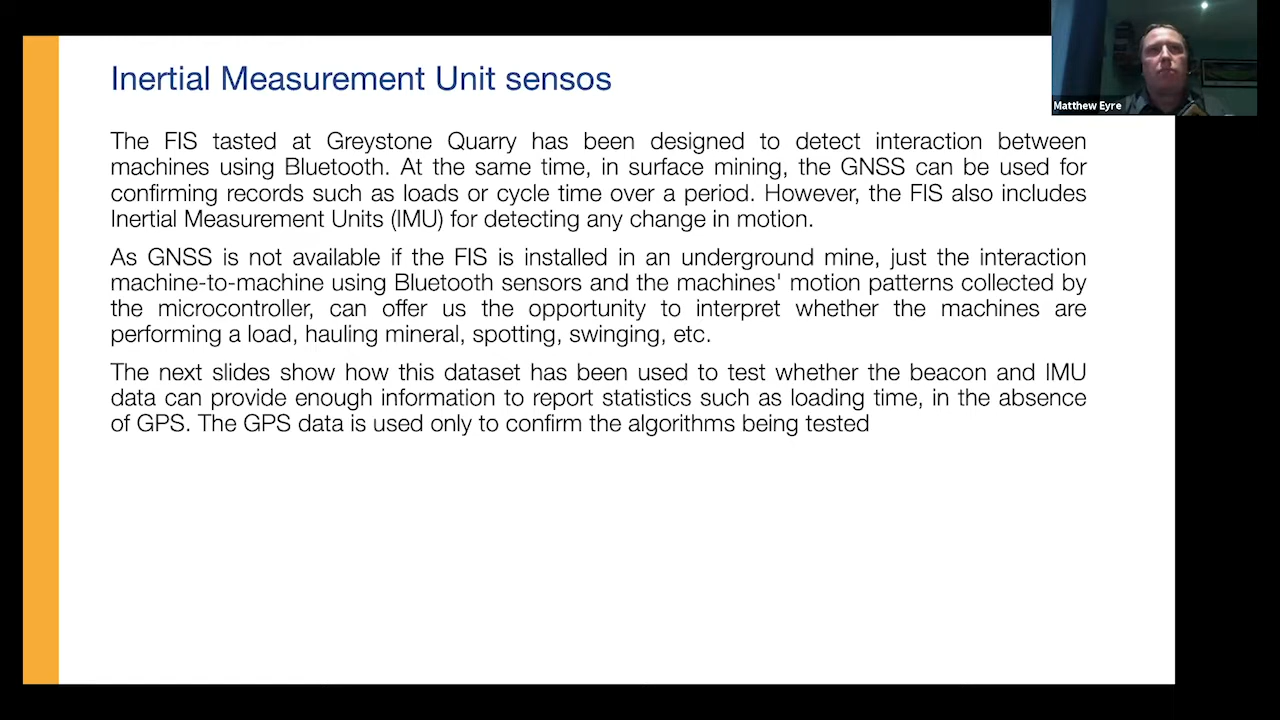 Inertial Measurement Unit sensos
Matthew Eyre
The FIS tasted at Greystone Quarry has been designed to detect interaction between
machines using Bluetooth. At the same time, in surface mining, the GNSS can be used for
confirming records such as loads or cycle time over a period. However, the FIS also includes
Inertial Measurement Units (IMU) for detecting any change in motion.
As GNSS is not available if the FIS is installed in an underground mine, just the interaction
machine-to-machine using Bluetooth sensors and the machines' motion patterns collected by
the microcontroller, can offer us the opportunity to interpret whether the machines are
performing a load, hauling mineral, spotting, swinging, etc.
The next slides show how this dataset has been used to test whether the beacon and IMU
data can provide enough information to report statistics such as loading time, in the absence
of GPS. The GPS data is used only to confirm the algorithms being tested